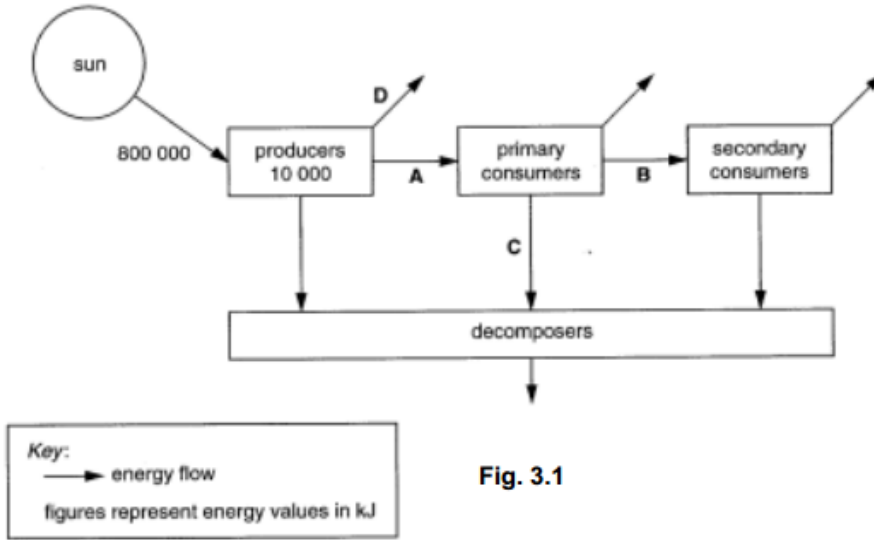 sun
800 000
D
producers
10 000
A
primary
consumers
B
secondary
consumers
C
decomposers
Key:
energy flow
figures represent energy values in kJ
Fig. 3.1